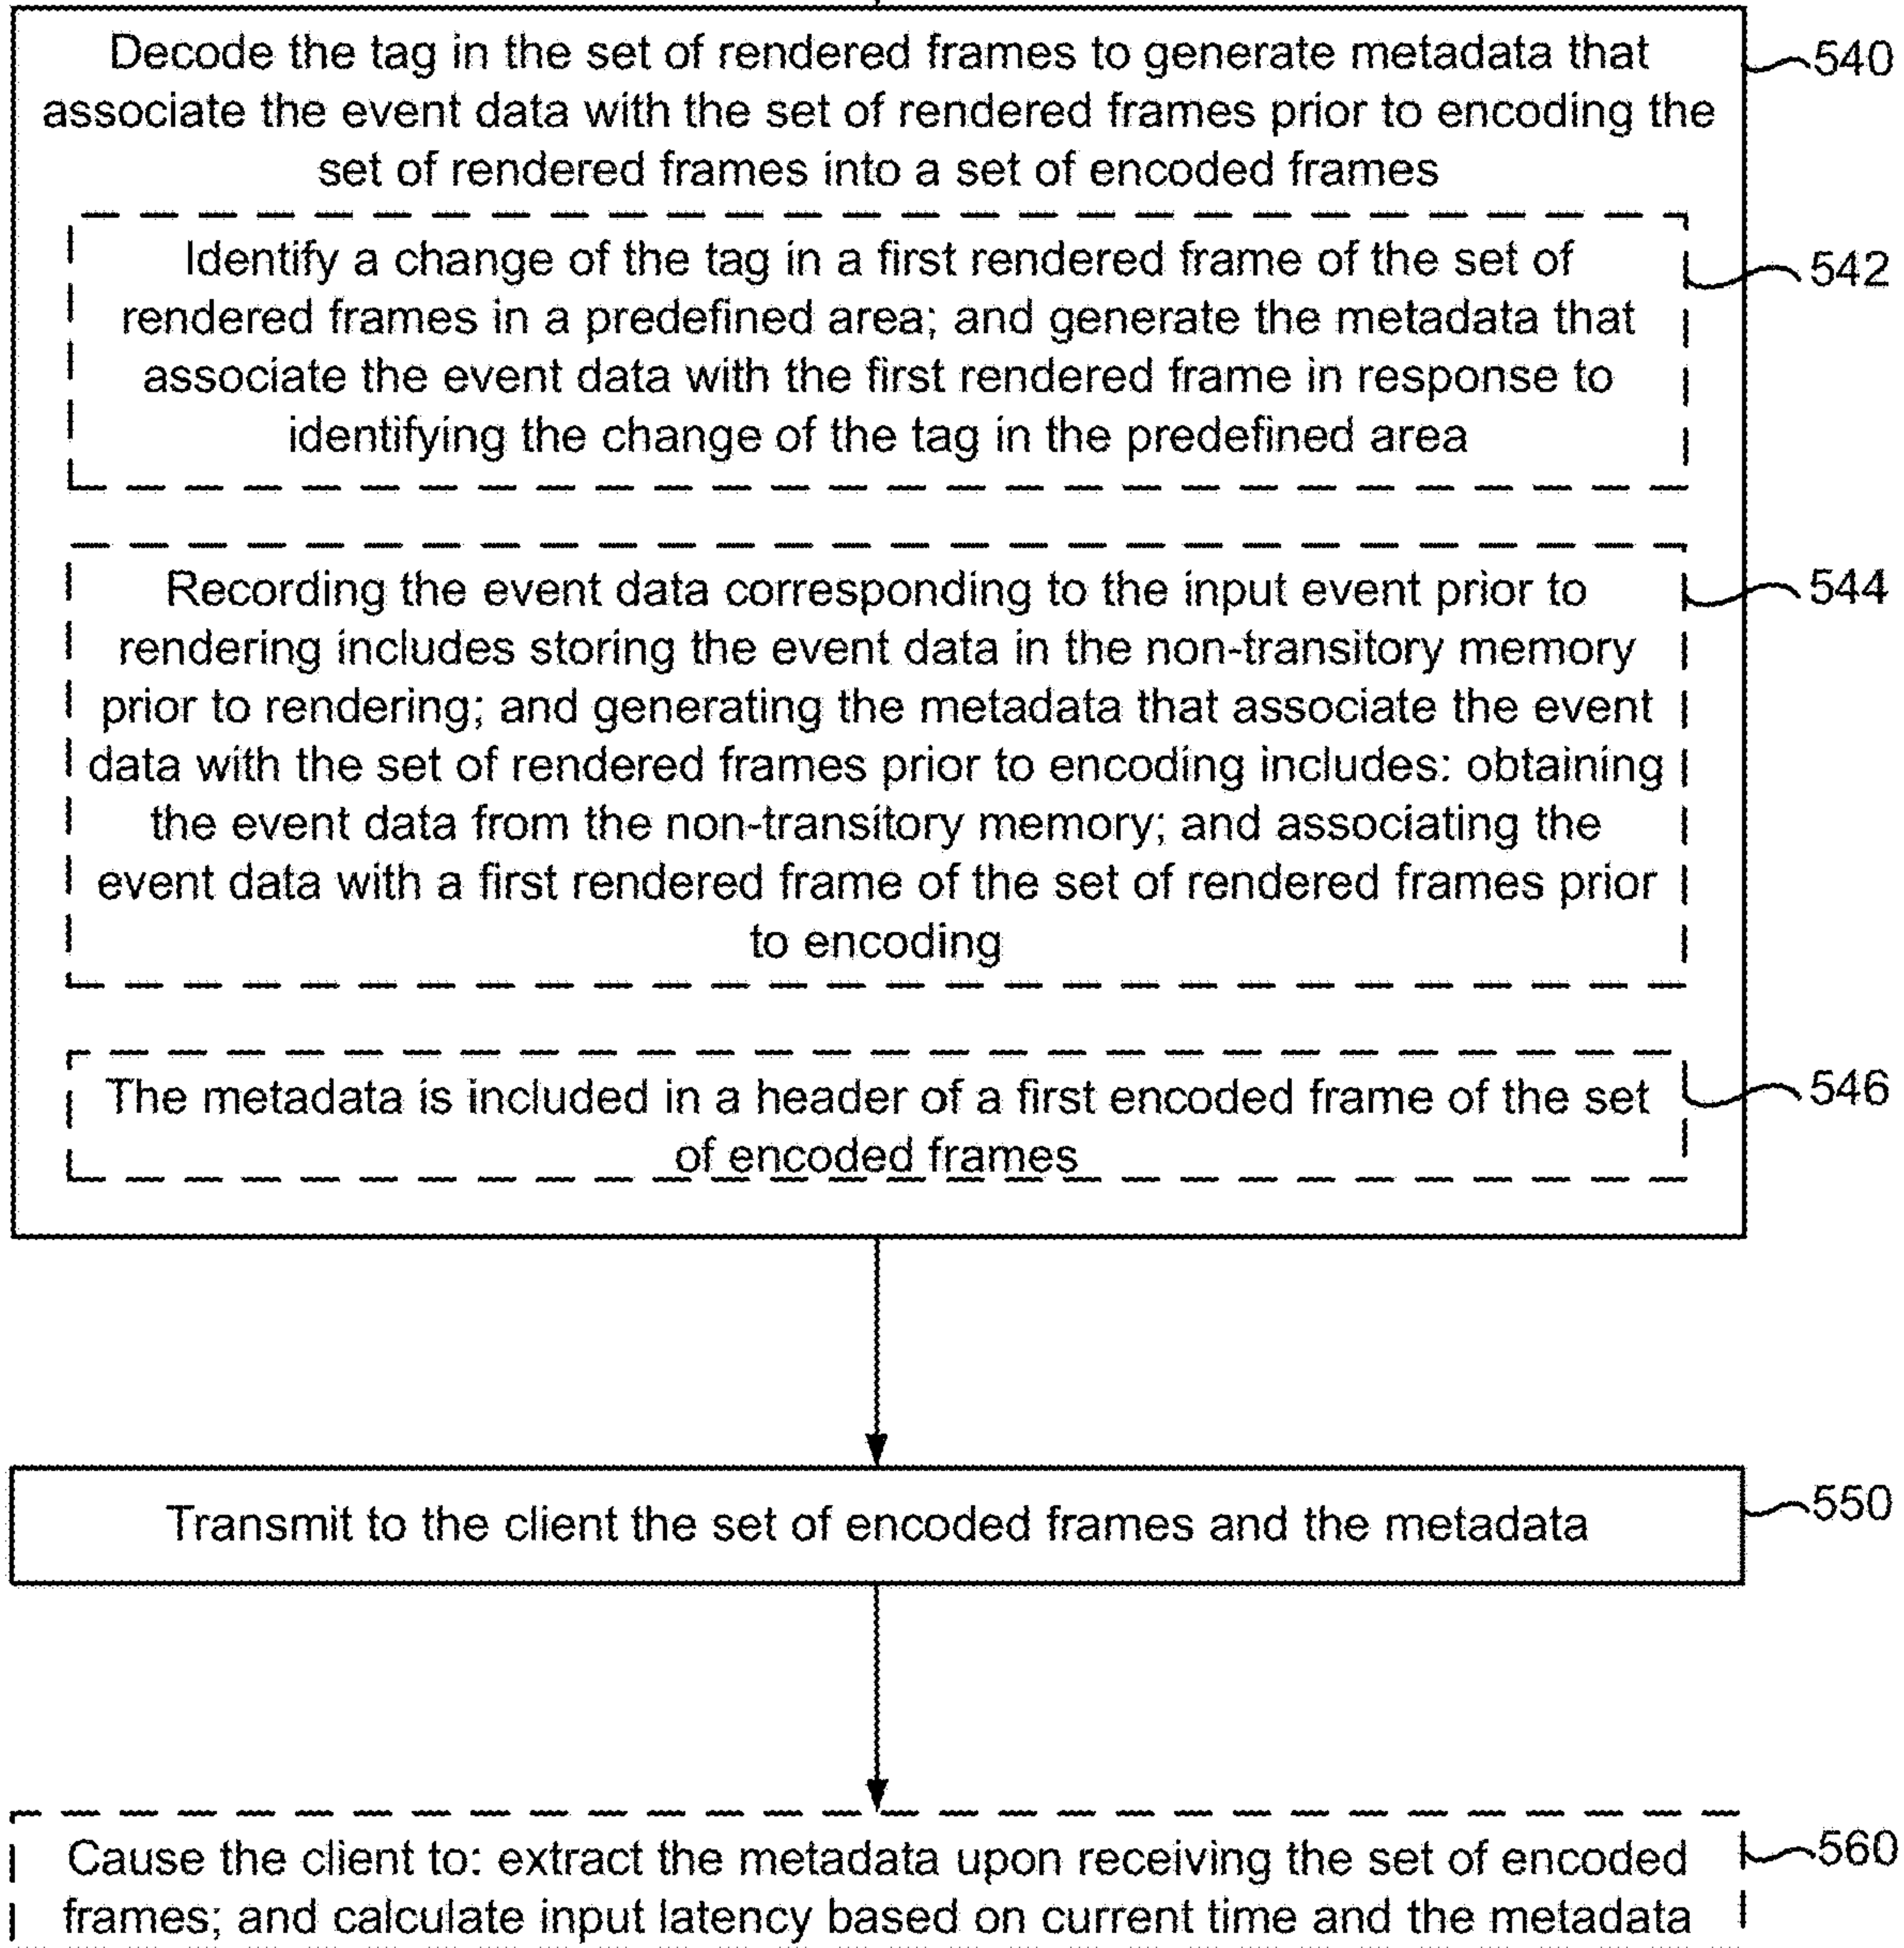 Decode the tag in the set of rendered frames to generate metadata that
associate the event data with the set of rendered frames prior to encoding the
set of rendered frames into a set of encoded frames
540
Identify a change of the tag in a first rendered frame of the set of
rendered frames in a predefined area; and generate the metadata that
associate the event data with the first rendered frame in response to
identifying the change of the tag in the predefined area
542
Recording the event data corresponding to the input event prior to
rendering includes storing the event data in the non-transitory memory
prior to rendering; and generating the metadata that associate the event
data with the set of rendered frames prior to encoding includes: obtaining
the event data from the non-transitory memory; and associating the
event data with a first rendered frame of the set of rendered frames prior
to encoding
544
The metadata is included in a header of a first encoded frame of the set
of encoded frames
546
Transmit to the client the set of encoded frames and the metadata
550
Cause the client to: extract the metadata upon receiving the set of encoded
frames; and calculate input latency based on current time and the metadata
560